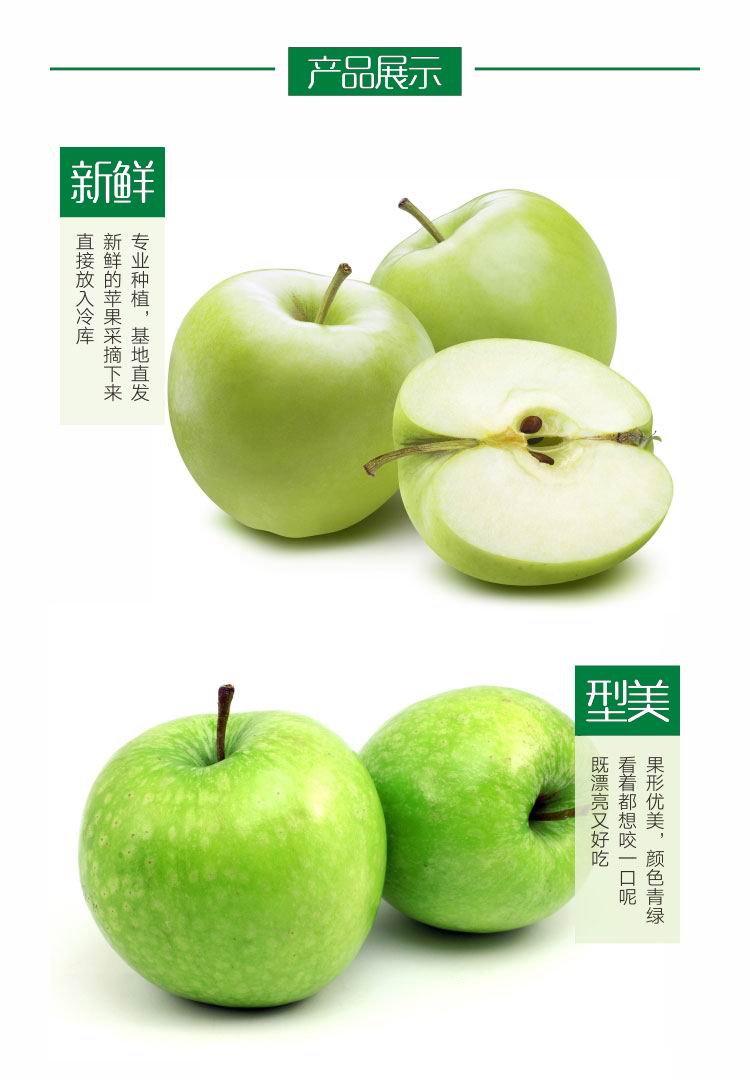 产品展示
新鲜
专业种植，基地直发
新鲜的苹果采摘下来
直接放入冷库
型美
果形优美，颜色青绿
看着都想咬一口呢
既漂亮又好吃